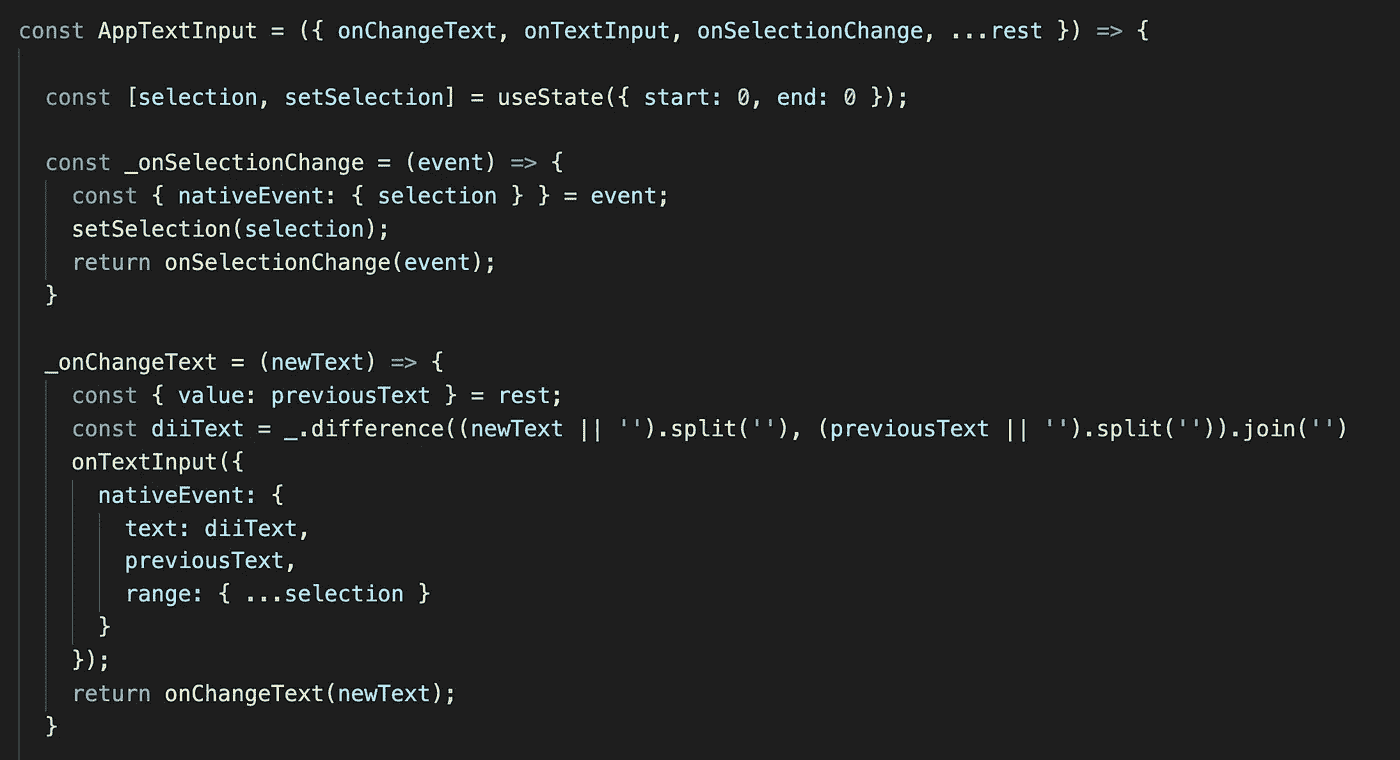 const AppTextInput = ({ onChangeText, onTextInput, onSelectionChange, ...rest }) => {
const [selection, setSelection] = useState({ start: 0, end: 0 });
const _onSelectionChange = (event) => {
const { nativeEvent: { selection } } = event;
setSelection(selection);
return onSelectionChange(event);
}
_onChangeText = (newText) => {
const { value: previousText } = rest;
const diiText = _.difference((newText || '').split(''), (previousText || '').split('')).join('')
onTextInput({
nativeEvent: {
text: diiText,
previousText,
range: { ...selection }
}
});
return onChangeText(newText);
}